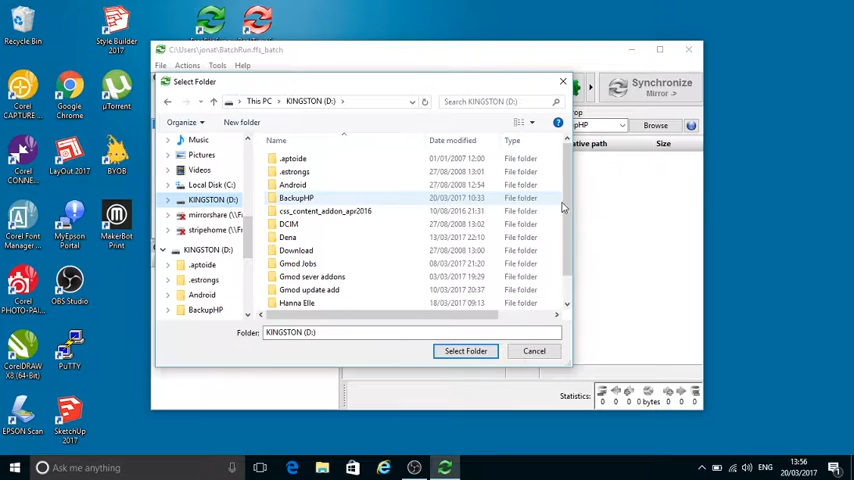 Recycle Bin
Style Builder
2017
Corel
CAPTURE ...
Google
Chrome
µTorrent
Corel
CONNE...
LayOut 2017
BYOB
Corel Font
Manager ...
MyEpson
Portal
MakerBot
Print
Corel
PHOTO-PAI...
OBS Studio
CorelDRAW
X8 (64-Bit)
PuTTY
EPSON Scan
SketchUp
2017
C:\Users\jonat\BatchRun.ffs_batch
File Actions Tools Help
Synchronize
Mirror ->
Browse
Size
Statistics:
0 0 0 0 bytes 0 0 0
Select Folder
This PC > KINGSTON (D:) >
Search KINGSTON (D:)
Organize New folder
Name Date modified Type
Music
Pictures
Videos
Local Disk (C:)
KINGSTON (D:)
mirrorshare (\\F
stripehome (\\Fr
KINGSTON (D:)
.aptoide
.estrongs
Android
BackupHP
.aptoide 01/01/2007 12:00 File folder
.estrongs 27/08/2008 13:01 File folder
Android 27/08/2008 12:54 File folder
BackupHP 20/03/2017 10:33 File folder
css_content_addon_apr2016 10/08/2016 21:31 File folder
DCIM 27/08/2008 13:02 File folder
Dena 13/03/2017 22:10 File folder
Download 27/08/2008 13:00 File folder
Gmod Jobs 08/03/2017 21:20 File folder
Gmod sever addons 03/03/2017 19:29 File folder
Gmod update add 10/03/2017 20:37 File folder
Hanna Elle 18/03/2017 09:13 File folder
Folder: KINGSTON (D:)
Select Folder Cancel
Ask me anything
ENG
13:56
20/03/2017